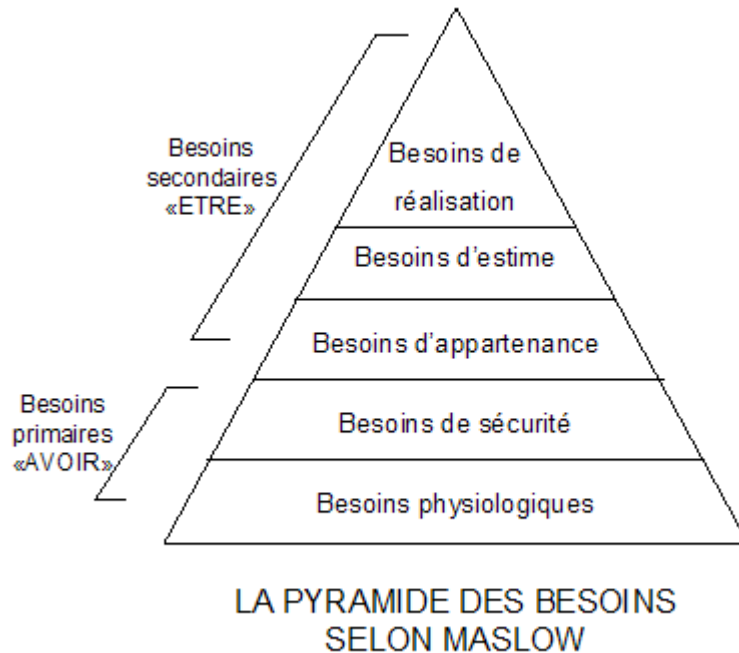 Besoins de
réalisation
Besoins
secondaires
«ETRE»
Besoins d'estime
Besoins d'appartenance
Besoins
primaires
«AVOIR»
Besoins de sécurité
Besoins physiologiques
LA PYRAMIDE DES BESOINS
SELON MASLOW